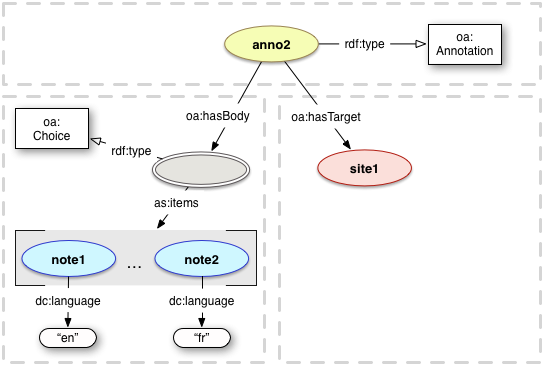 anno2
rdf:type
oa:
Annotation
oa:hasBody
oa:hasTarget
oa:
Choice
rdf:type
site1
as:items
note1
...
note2
dc:language
dc:language
“en”
“fr”